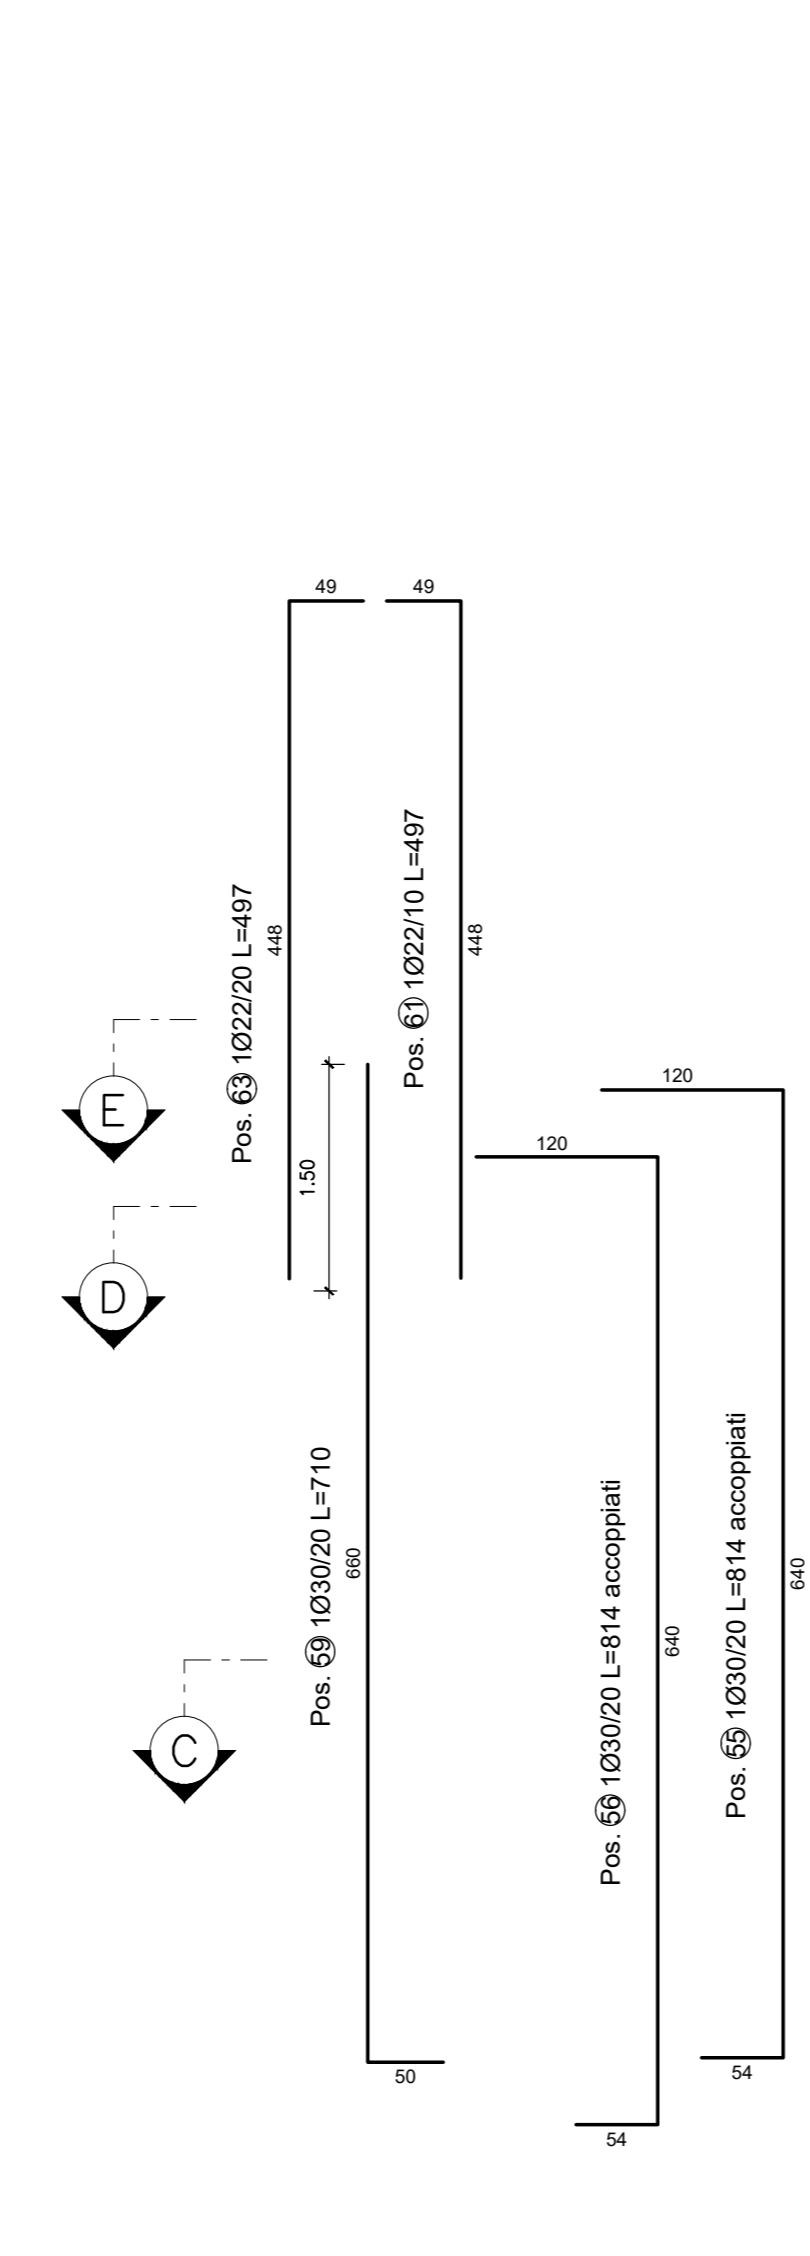 49
49
Pos. 63 1Ø22/20 L=497
448
Pos. 61 1Ø22/10 L=497
448
E
1.50
120
120
D
Pos. 59 1Ø30/20 L=710
660
Pos. 56 1Ø30/20 L=814 accoppiati
640
Pos. 55 1Ø30/20 L=814 accoppiati
640
C
50
54
54